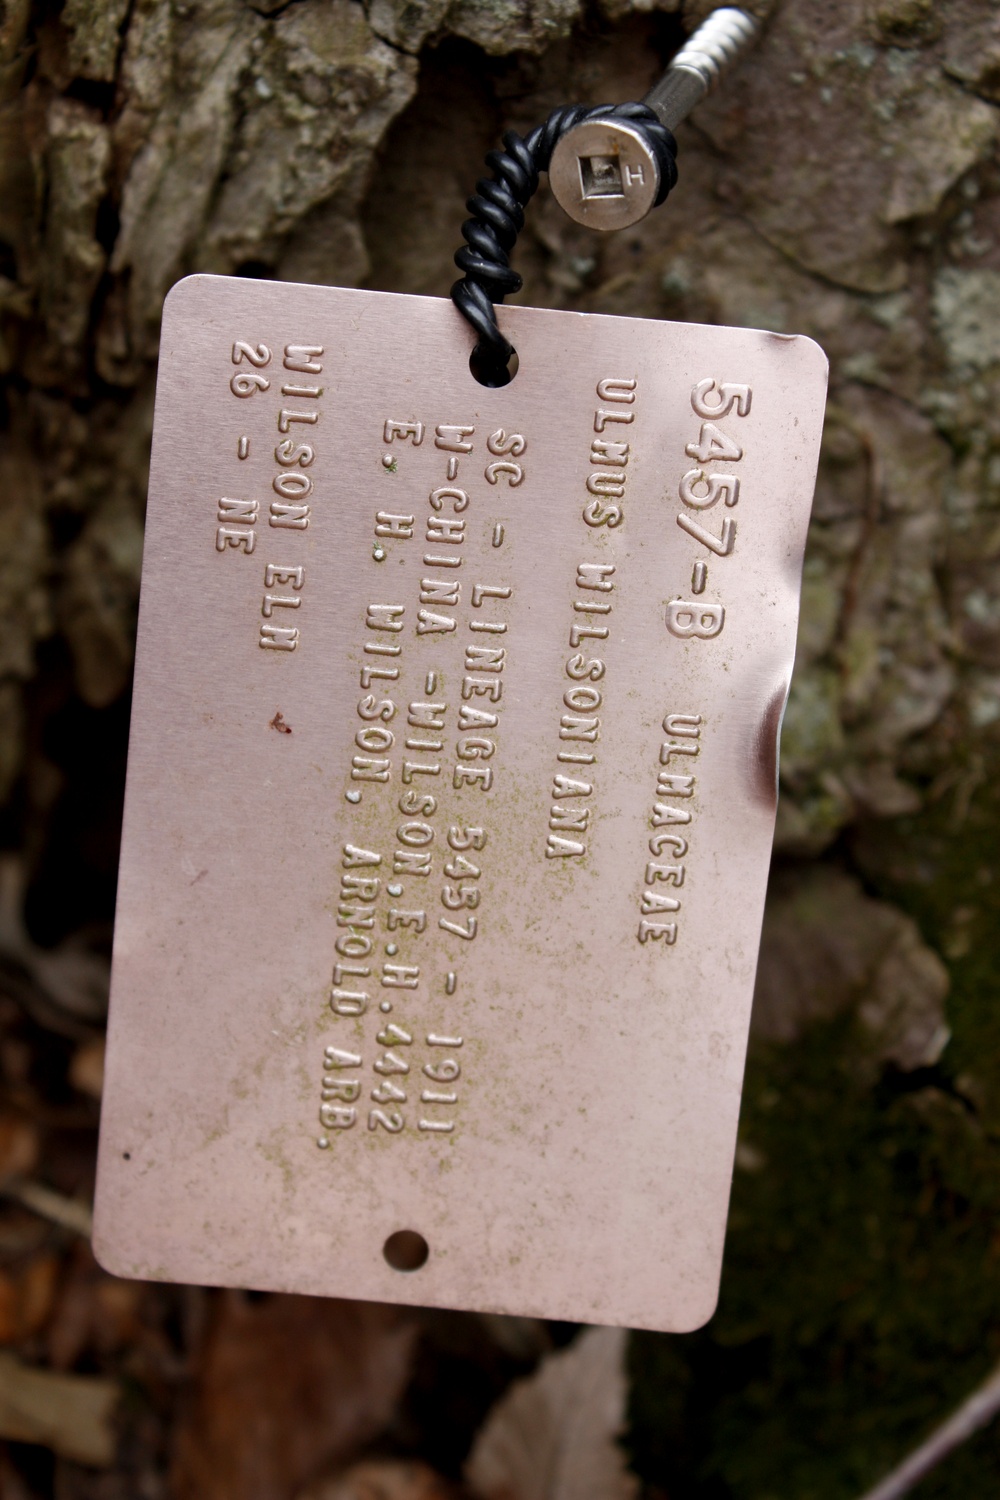 5457-B ULMACEAE
ULMUS WILSONIANA
SC - LINEAGE 5457 - 1911
W-CHINA -WILSON,E.H.4442
E. H. WILSON, ARNOLD ARB.
WILSON ELM
26 - NE
H